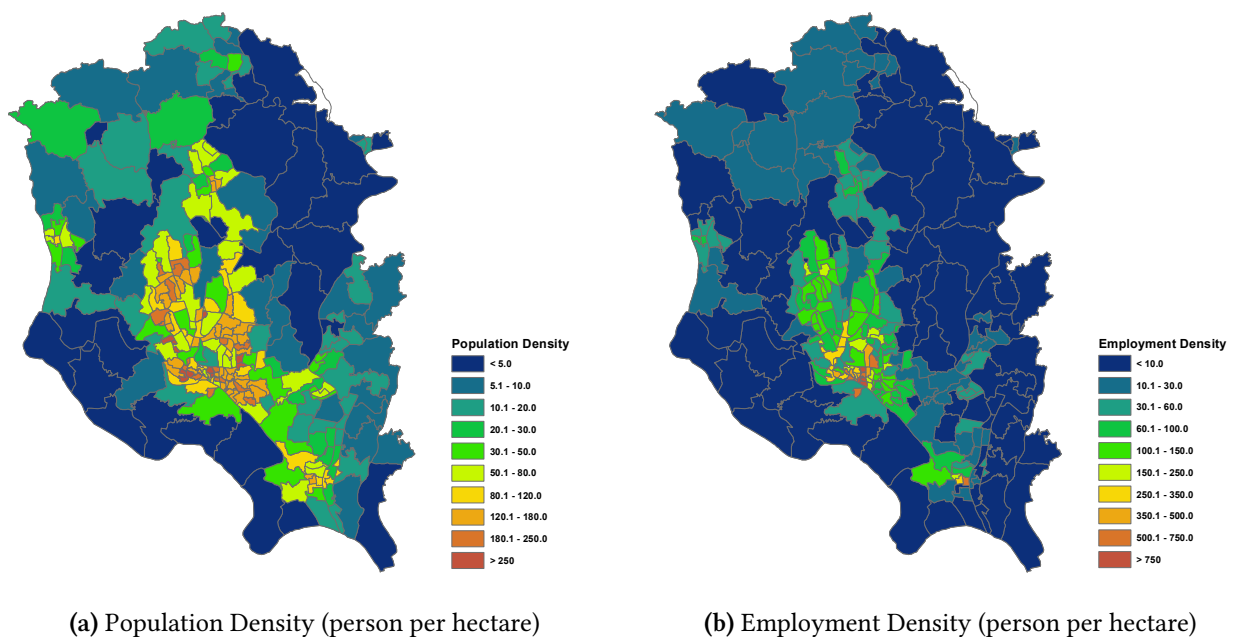 Population Density
< 5.0
5.1 - 10.0
10.1 - 20.0
20.1 - 30.0
30.1 - 50.0
50.1 - 80.0
80.1 - 120.0
120.1 - 180.0
180.1 - 250.0
> 250
(a) Population Density (person per hectare)
Employment Density
< 10.0
10.1 - 30.0
30.1 - 60.0
60.1 - 100.0
100.1 - 150.0
150.1 - 250.0
250.1 - 350.0
350.1 - 500.0
500.1 - 750.0
> 750
(b) Employment Density (person per hectare)